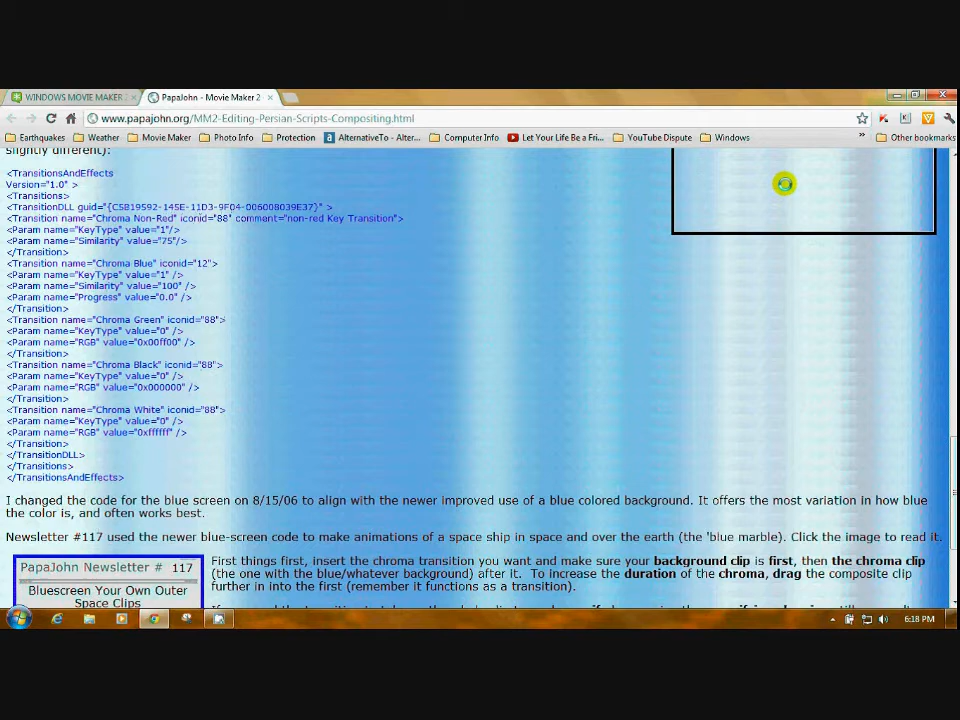 WINDOWS MOVIE MAKER 2
PapaJohn - Movie Maker 2
www.papajohn.org/MM2-Editing-Persian-Scripts-Compositing.html
Earthquakes Weather Movie Maker Photo Info Protection AlternativeTo - Alter... Computer Info Let Your Life Be a Fri... YouTube Dispute Windows » Other bookmarks
slightly different):
<TransitionsAndEffects
Version="1.0" >
<Transitions>
<TransitionDLL guid="{C5B19592-145E-11D3-9F04-006008039E37}" >
<Transition name="Chroma Non-Red" iconid="88" comment="non-red Key Transition">
<Param name="KeyType" value="1"/>
<Param name="Similarity" value="75"/>
</Transition>
<Transition name="Chroma Blue" iconid="12">
<Param name="KeyType" value="1" />
<Param name="Similarity" value="100" />
<Param name="Progress" value="0.0" />
</Transition>
<Transition name="Chroma Green" iconid="88">
<Param name="KeyType" value="0" />
<Param name="RGB" value="0x00ff00" />
</Transition>
<Transition name="Chroma Black" iconid="88">
<Param name="KeyType" value="0" />
<Param name="RGB" value="0x000000" />
</Transition>
<Transition name="Chroma White" iconid="88">
<Param name="KeyType" value="0" />
<Param name="RGB" value="0xffffff" />
</Transition>
</TransitionDLL>
</Transitions>
</TransitionsAndEffects>
I changed the code for the blue screen on 8/15/06 to align with the newer improved use of a blue colored background. It offers the most variation in how blue
the color is, and often works best.
Newsletter #117 used the newer blue-screen code to make animations of a space ship in space and over the earth (the 'blue marble). Click the image to read it.
PapaJohn Newsletter # 117
Bluescreen Your Own Outer
Space Clips
First things first, insert the chroma transition you want and make sure your background clip is first, then the chroma clip
(the one with the blue/whatever background) after it. To increase the duration of the chroma, drag the composite clip
further in into the first (remember it functions as a transition).
6:18 PM